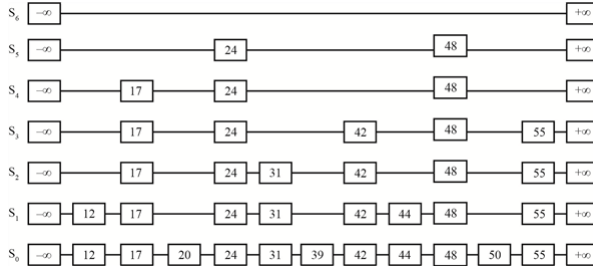 S6 −∞ +∞
S5 −∞ 24 48 +∞
S4 −∞ 17 24 48 +∞
S3 −∞ 17 24 42 48 55 +∞
S2 −∞ 17 24 31 42 48 55 +∞
S1 −∞ 12 17 24 31 42 44 48 55 +∞
S0 −∞ 12 17 20 24 31 39 42 44 48 50 55 +∞